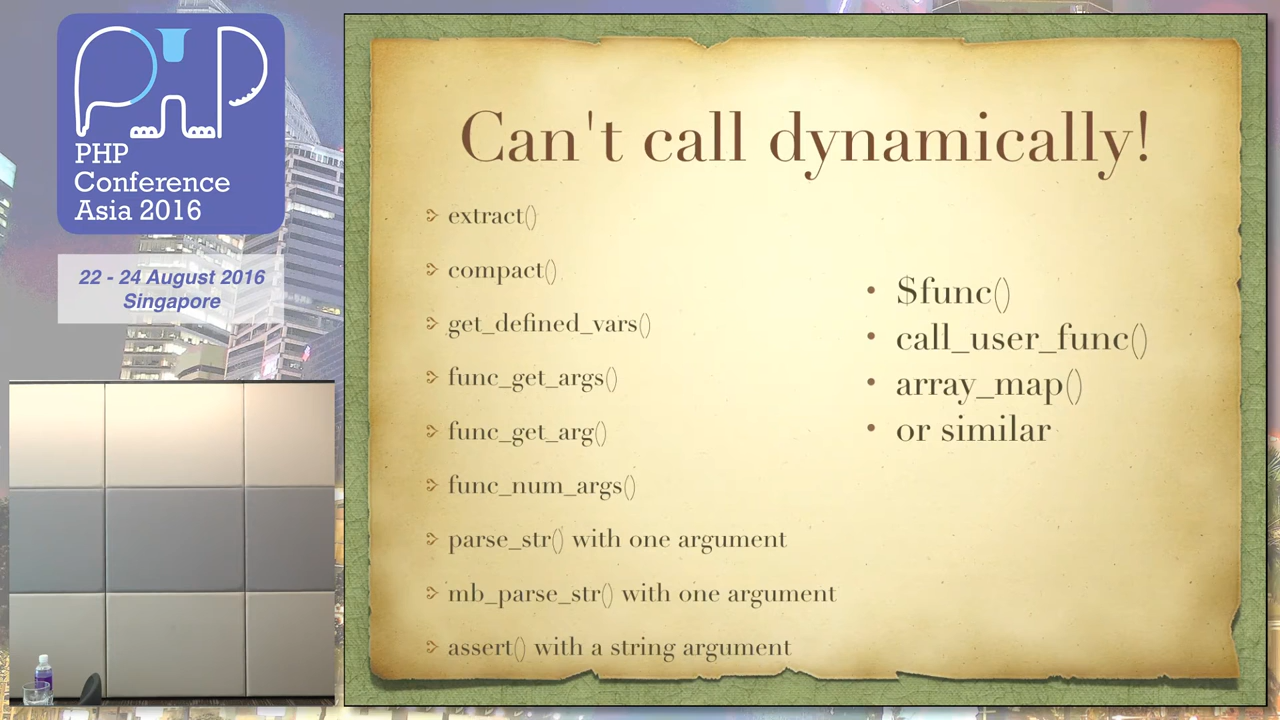 PHP
Conference
Asia 2016
22 - 24 August 2016
Singapore
Can't call dynamically!
extract()
compact()
get_defined_vars()
func_get_args()
func_get_arg()
func_num_args()
parse_str() with one argument
mb_parse_str() with one argument
assert() with a string argument
$func()
call_user_func()
array_map()
or similar